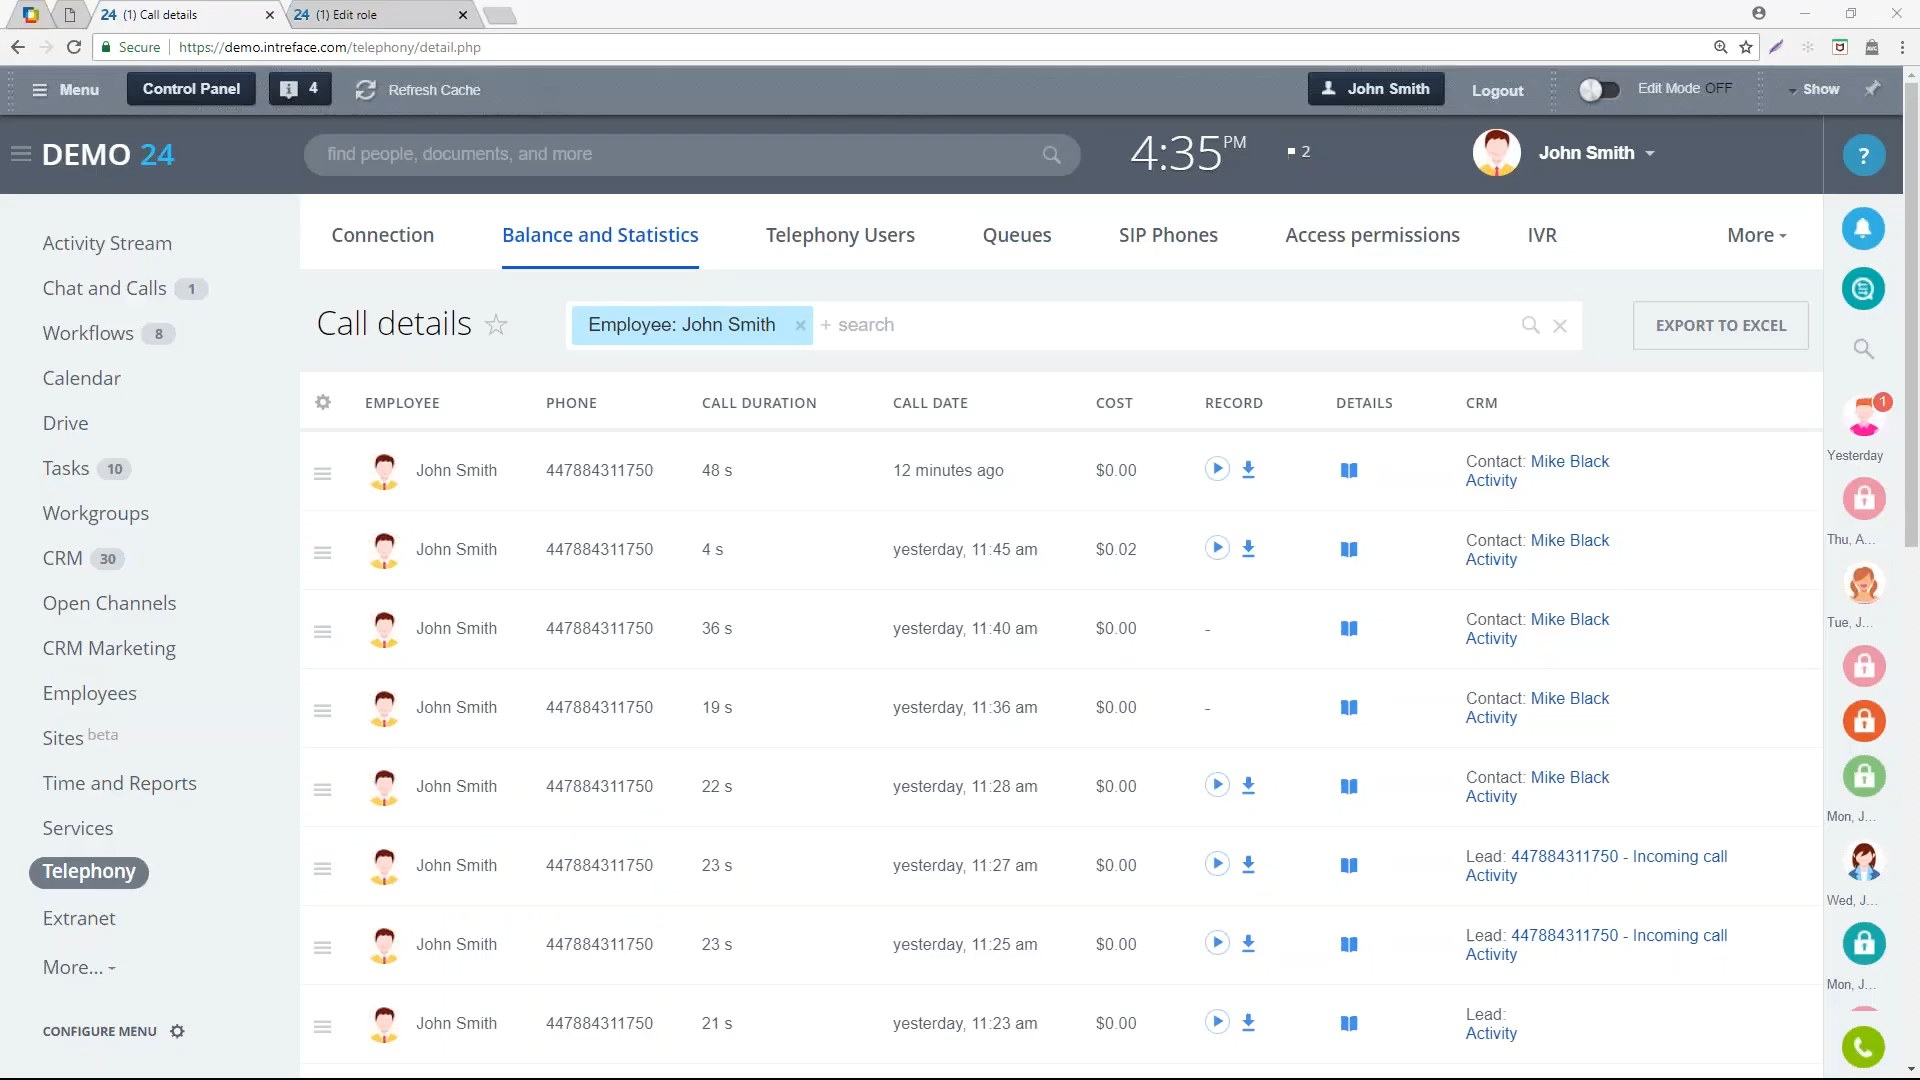 24 (1) Call details
24 (1) Edit role
Secure https://demo.intreface.com/telephony/detail.php
Menu Control Panel 4 Refresh Cache John Smith Logout Edit Mode OFF Show
DEMO 24 find people, documents, and more 4:35 PM 2 John Smith ?
Activity Stream
Chat and Calls 1
Workflows 8
Calendar
Drive
Tasks 10
Workgroups
CRM 30
Open Channels
CRM Marketing
Employees
Sites beta
Time and Reports
Services
Telephony
Extranet
More...
CONFIGURE MENU
Connection Balance and Statistics Telephony Users Queues SIP Phones Access permissions IVR More
Call details Employee: John Smith × + search EXPORT TO EXCEL
EMPLOYEE PHONE CALL DURATION CALL DATE COST RECORD DETAILS CRM
John Smith 447884311750 48 s 12 minutes ago $0.00 Contact: Mike Black
Activity
John Smith 447884311750 4 s yesterday, 11:45 am $0.02 Contact: Mike Black
Activity
John Smith 447884311750 36 s yesterday, 11:40 am $0.00 - Contact: Mike Black
Activity
John Smith 447884311750 19 s yesterday, 11:36 am $0.00 - Contact: Mike Black
Activity
John Smith 447884311750 22 s yesterday, 11:28 am $0.00 Contact: Mike Black
Activity
John Smith 447884311750 23 s yesterday, 11:27 am $0.00 Lead: 447884311750 - Incoming call
Activity
John Smith 447884311750 23 s yesterday, 11:25 am $0.00 Lead: 447884311750 - Incoming call
Activity
John Smith 447884311750 21 s yesterday, 11:23 am $0.00 Lead:
Activity
1
Yesterday
Thu, A...
Tue, J...
Mon, J...
Wed, J...
Mon, J...